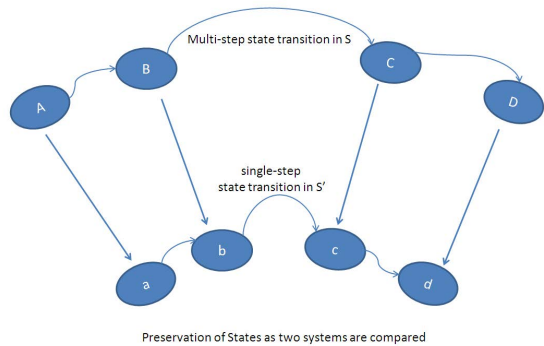 Multi-step state transition in S
A
B
C
D
single-step
state transition in S'
a
b
c
d
Preservation of States as two systems are compared